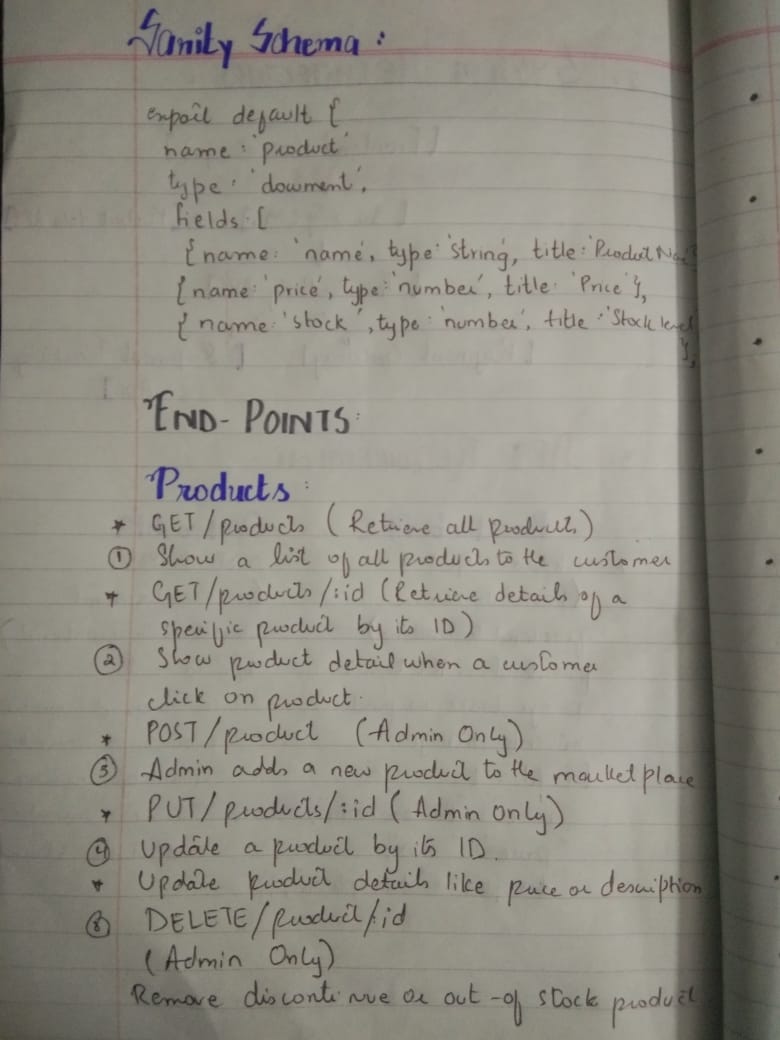 Sanity Schema :
export default {
name : 'product'
type : 'document',
fields : [
{ name : 'name', type : 'string', title : 'Product Name'
{ name : 'price', type : 'number', title : 'Price' },
{ name : 'stock', type : 'number', title : 'Stock level
},
END-POINTS :
Products :
* GET/products (Retrieve all products)
① Show a list of all products to the customer
* GET/products/:id (Retrieve details of a
specific product by its ID)
② Show product detail when a customer
click on product.
* POST/product (Admin Only)
③ Admin adds a new product to the market place
* PUT/products/:id (Admin Only)
④ Update a product by its ID.
* Update product details like price or description
⑧ DELETE/product/:id
(Admin Only)
Remove discontinue or out-of stock product